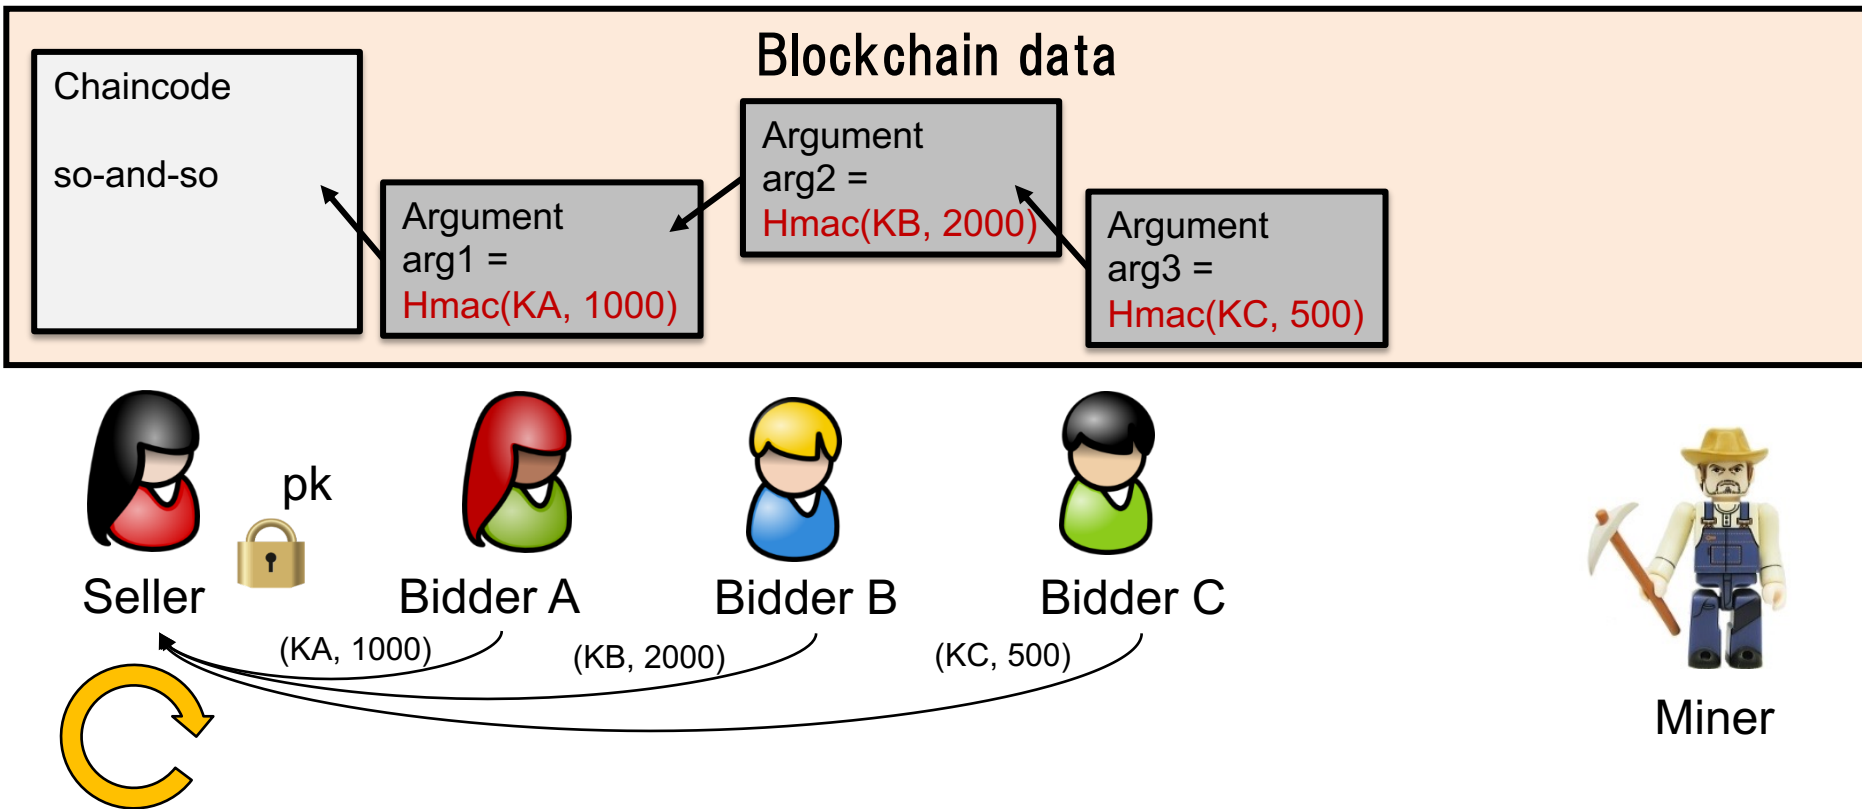 Blockchain data
Chaincode
so-and-so
Argument
arg1 =
Hmac(KA, 1000)
Argument
arg2 =
Hmac(KB, 2000)
Argument
arg3 =
Hmac(KC, 500)
pk
Seller
Bidder A
Bidder B
Bidder C
(KA, 1000)
(KB, 2000)
(KC, 500)
Miner